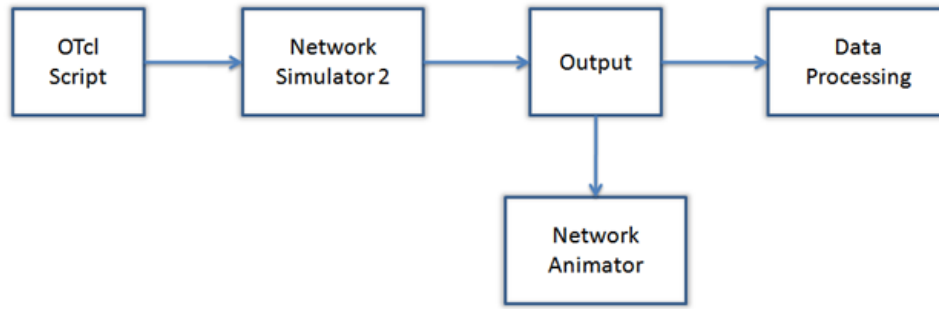 OTcl
Script
Network
Simulator 2
Output
Data
Processing
Network
Animator